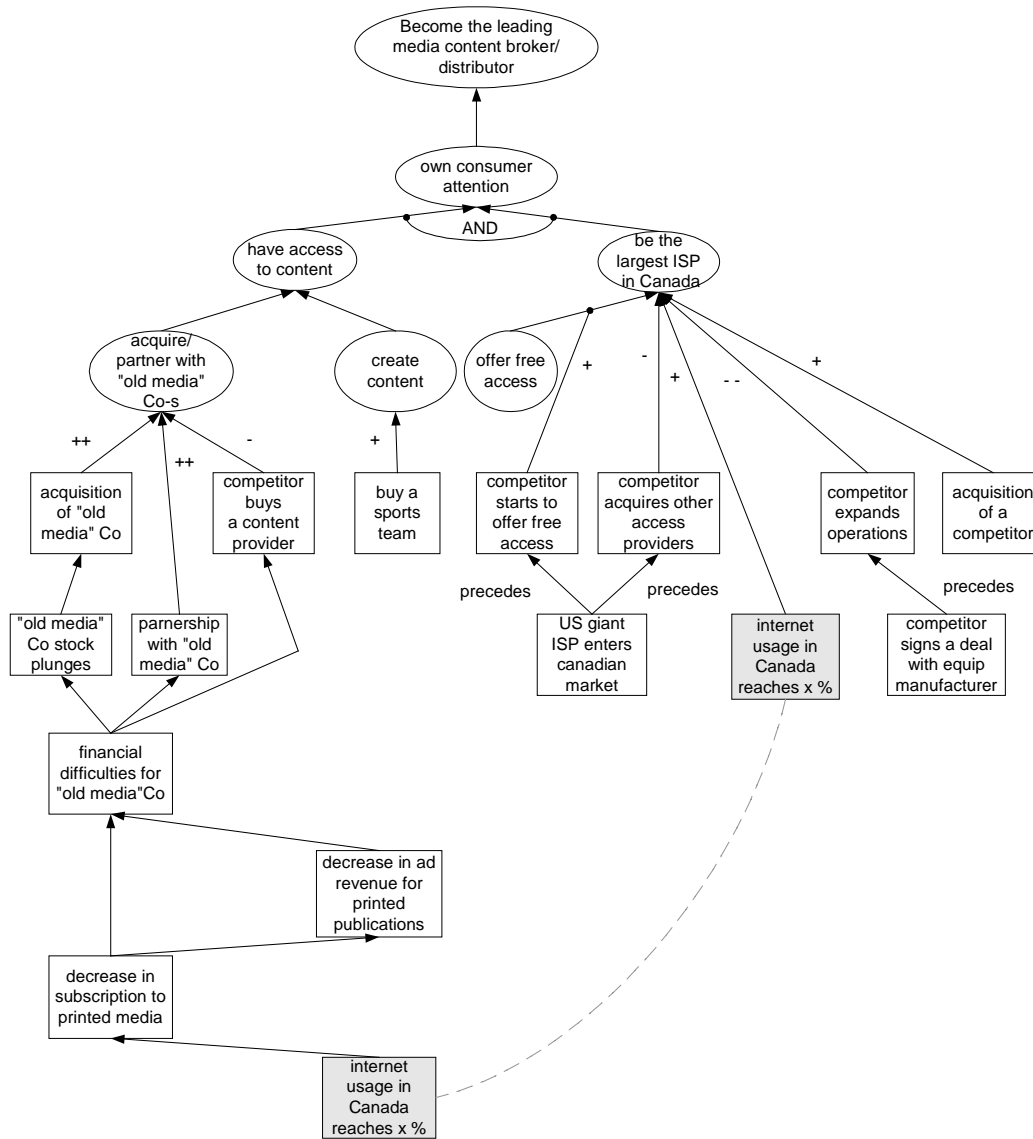 Become the leading
media content broker/
distributor
own consumer
attention
AND
have access
to content
be the
largest ISP
in Canada
acquire/
partner with
"old media"
Co-s
create
content
offer free
access
+
-
+
- -
+
++
++
-
+
acquisition
of "old
media" Co
competitor
buys
a content
provider
buy a
sports
team
competitor
starts to
offer free
access
competitor
acquires other
access
providers
competitor
expands
operations
acquisition
of a
competitor
precedes
precedes
precedes
"old media"
Co stock
plunges
parnership
with "old
media" Co
US giant
ISP enters
canadian
market
internet
usage in
Canada
reaches x %
competitor
signs a deal
with equip
manufacturer
financial
difficulties for
"old media"Co
decrease in ad
revenue for
printed
publications
decrease in
subscription to
printed media
internet
usage in
Canada
reaches x %